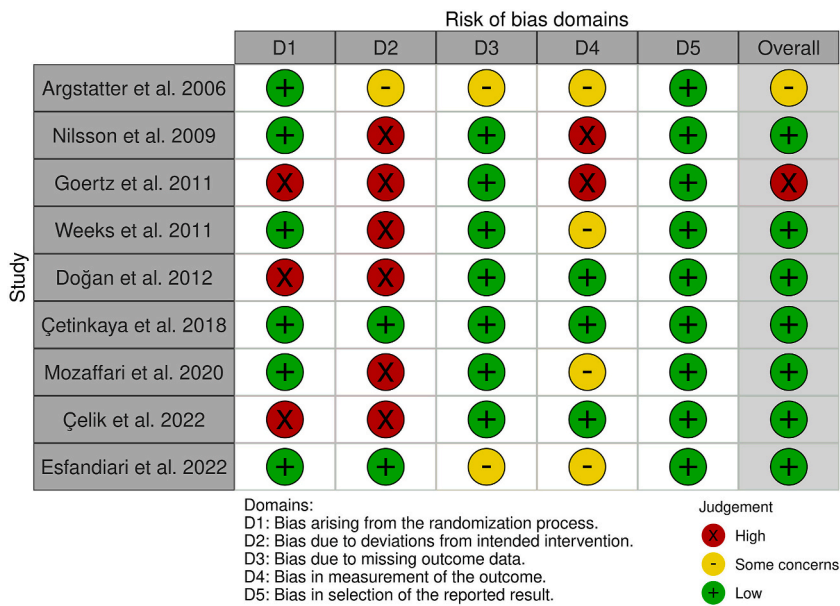 Risk of bias domains
D1 D2 D3 D4 D5 Overall
Study
Argstatter et al. 2006 + - - - + -
Nilsson et al. 2009 + X + X + +
Goertz et al. 2011 X X + X + X
Weeks et al. 2011 + X + - + +
Doğan et al. 2012 X X + + + +
Çetinkaya et al. 2018 + + + + + +
Mozaffari et al. 2020 + X + - + +
Çelik et al. 2022 X X + + + +
Esfandiari et al. 2022 + + - - + +
Domains:
D1: Bias arising from the randomization process.
D2: Bias due to deviations from intended intervention.
D3: Bias due to missing outcome data.
D4: Bias in measurement of the outcome.
D5: Bias in selection of the reported result.
Judgement
X High
- Some concerns
+ Low